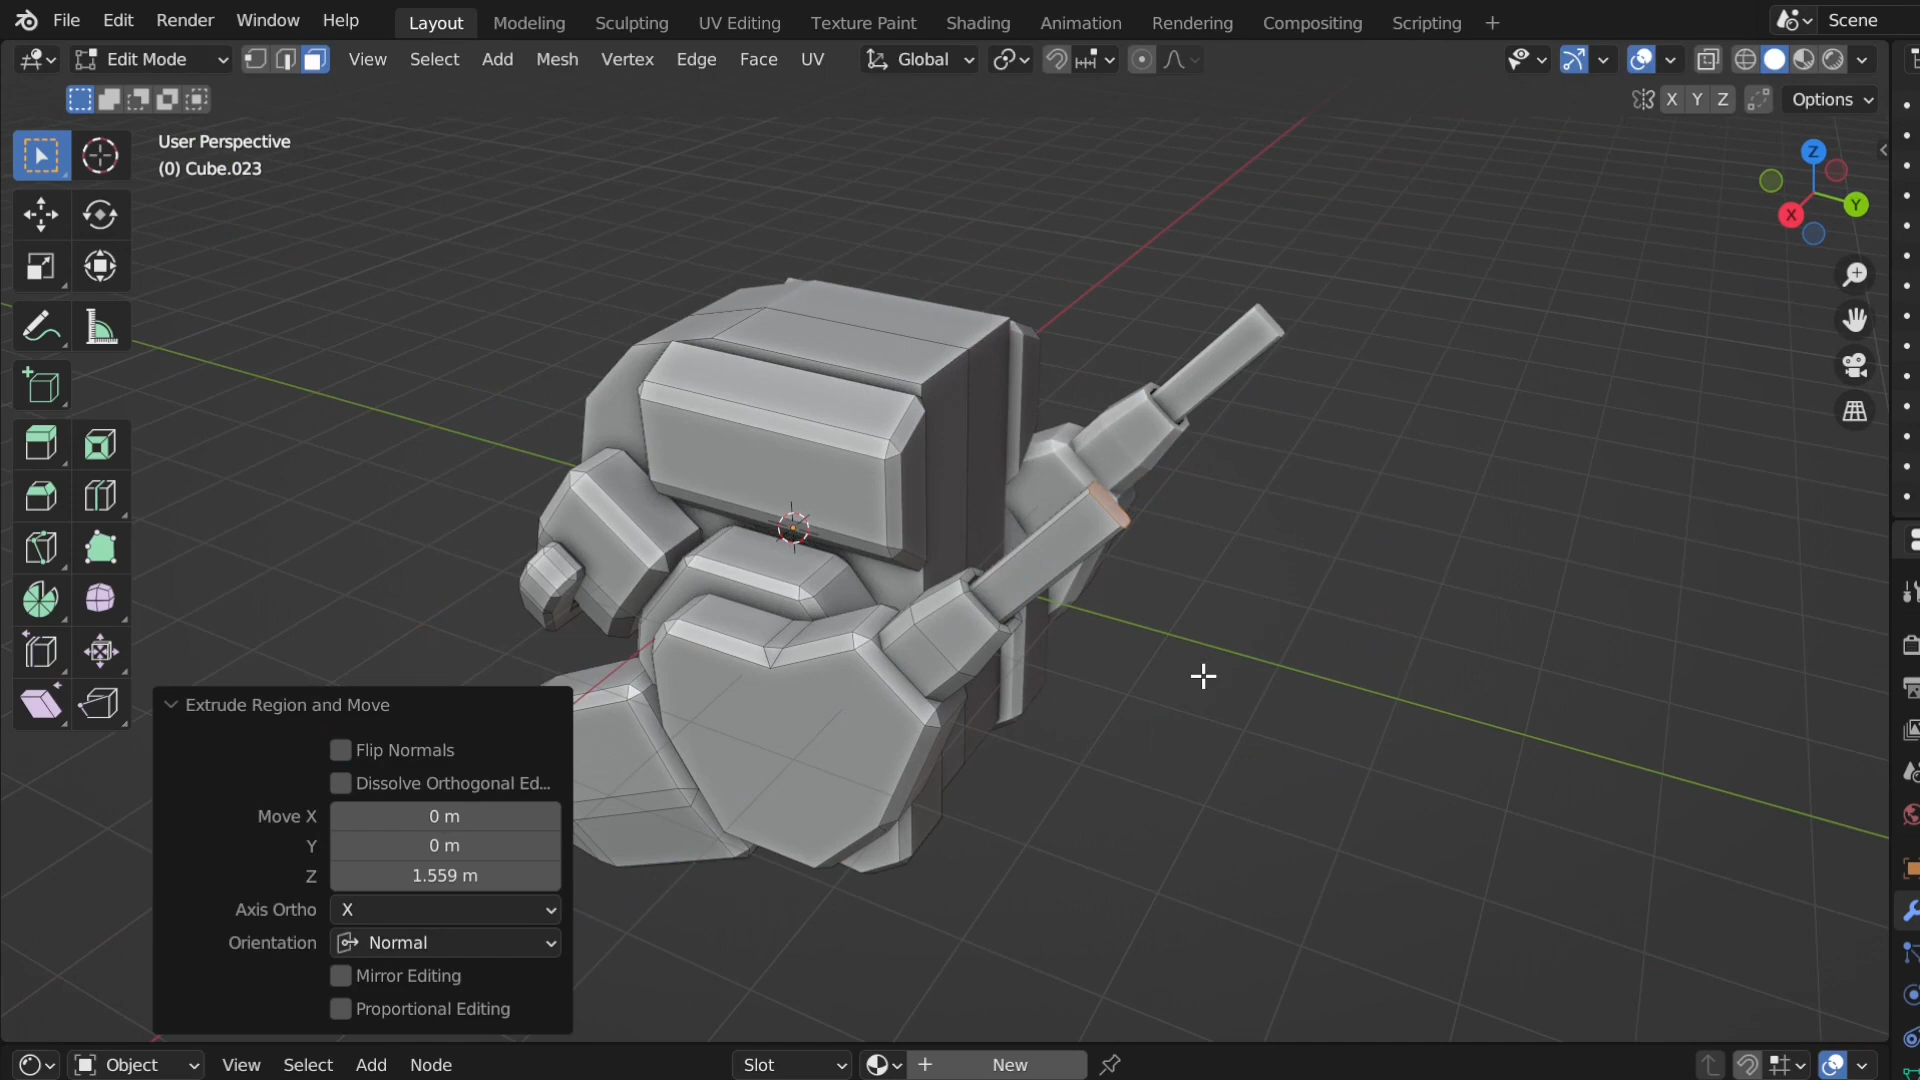 File Edit Render Window Help Layout Modeling Sculpting UV Editing Texture Paint Shading Animation Rendering Compositing Scripting + Scene
Edit Mode View Select Add Mesh Vertex Edge Face UV Global
X Y Z Options
User Perspective
(0) Cube.023
Z
Y
X
Extrude Region and Move
Flip Normals
Dissolve Orthogonal Ed...
Move X 0 m
Y 0 m
Z 1.559 m
Axis Ortho X
Orientation Normal
Mirror Editing
Proportional Editing
Object View Select Add Node Slot New